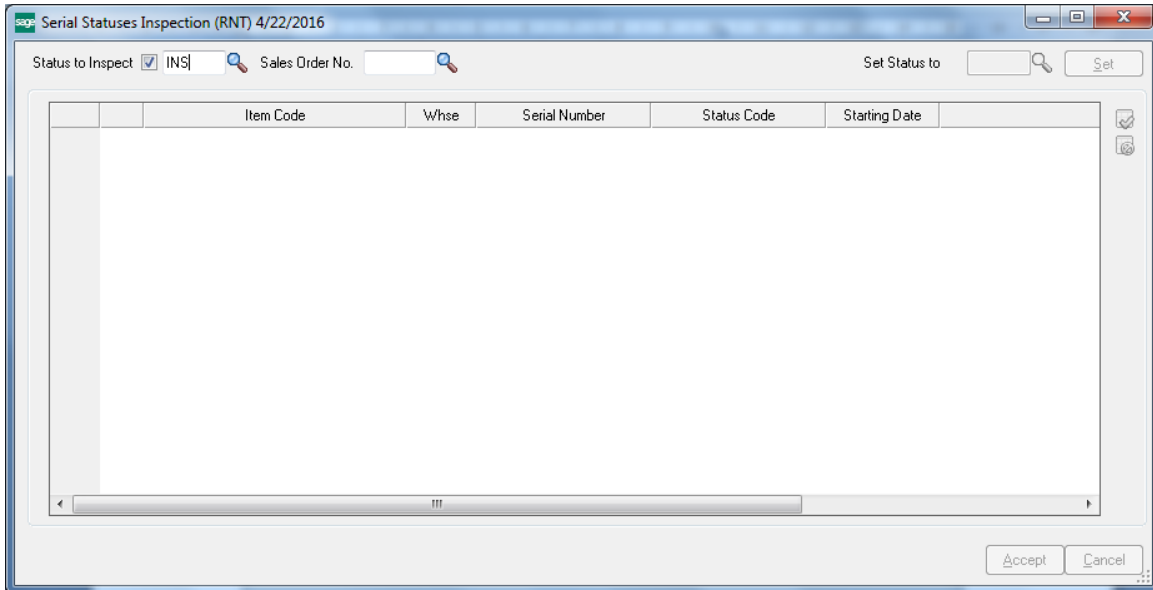 sage Serial Statuses Inspection (RNT) 4/22/2016
Status to Inspect INS Sales Order No. Set Status to Set
Item Code Whse Serial Number Status Code Starting Date
Accept Cancel